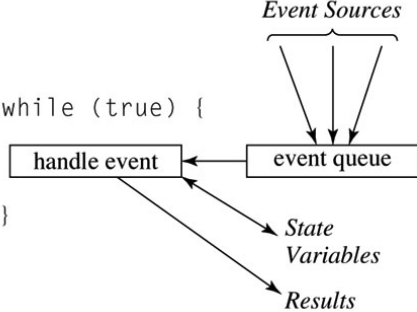 Event Sources
while (true) {
handle event
event queue
}
State
Variables
Results